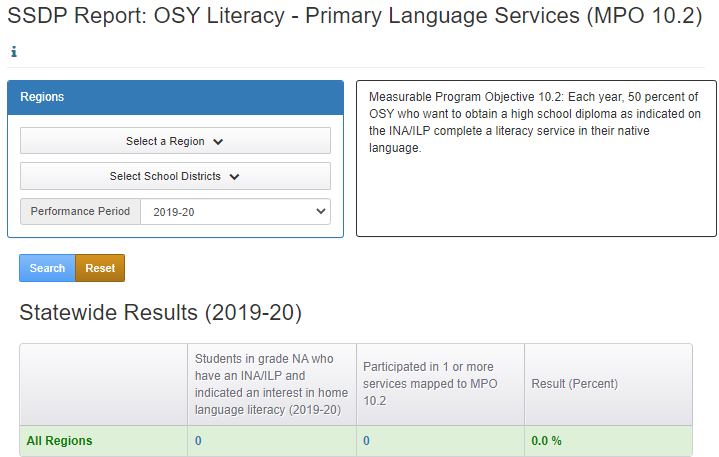 SSDP Report: OSY Literacy - Primary Language Services (MPO 10.2)
i
Regions
Select a Region
Select School Districts
Performance Period 2019-20
Measurable Program Objective 10.2: Each year, 50 percent of
OSY who want to obtain a high school diploma as indicated on
the INA/ILP complete a literacy service in their native
language.
Search Reset
Statewide Results (2019-20)
Students in grade NA who
have an INA/ILP and
indicated an interest in home
language literacy (2019-20)
Participated in 1 or more
services mapped to MPO
10.2
Result (Percent)
All Regions 0 0 0.0 %